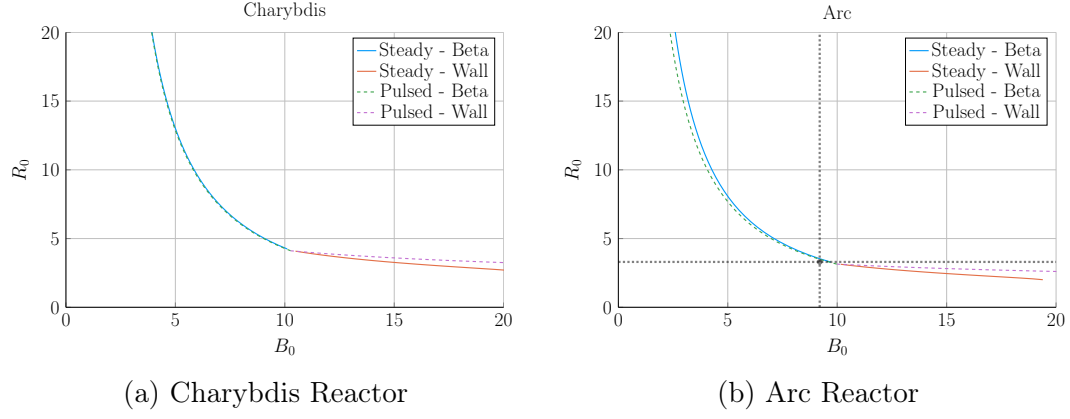 Charybdis
20
15
10
5
0
R₀
0
5
10
15
20
B₀
Steady - Beta
Steady - Wall
Pulsed - Beta
Pulsed - Wall
(a) Charybdis Reactor
Arc
20
15
10
5
0
R₀
0
5
10
15
20
B₀
Steady - Beta
Steady - Wall
Pulsed - Beta
Pulsed - Wall
(b) Arc Reactor